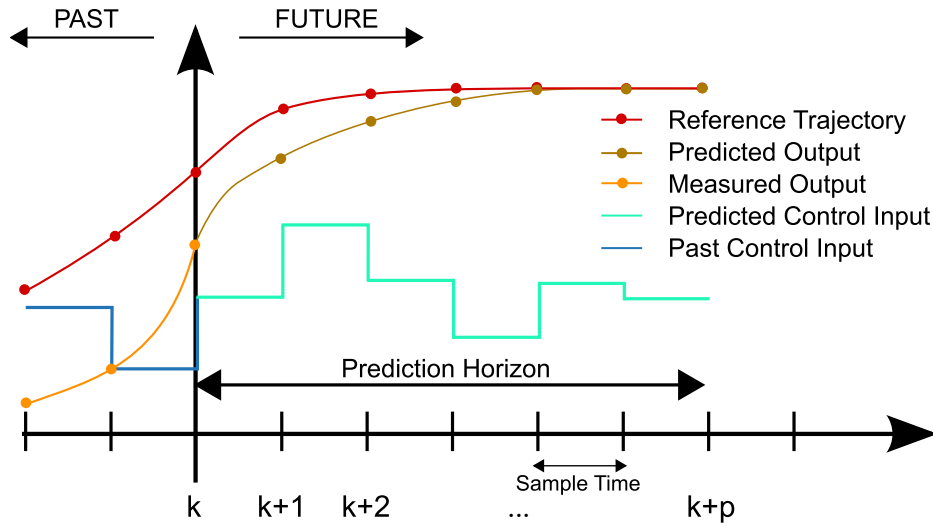 PAST
FUTURE
Reference Trajectory
Predicted Output
Measured Output
Predicted Control Input
Past Control Input
Prediction Horizon
Sample Time
k
k+1
k+2
...
k+p